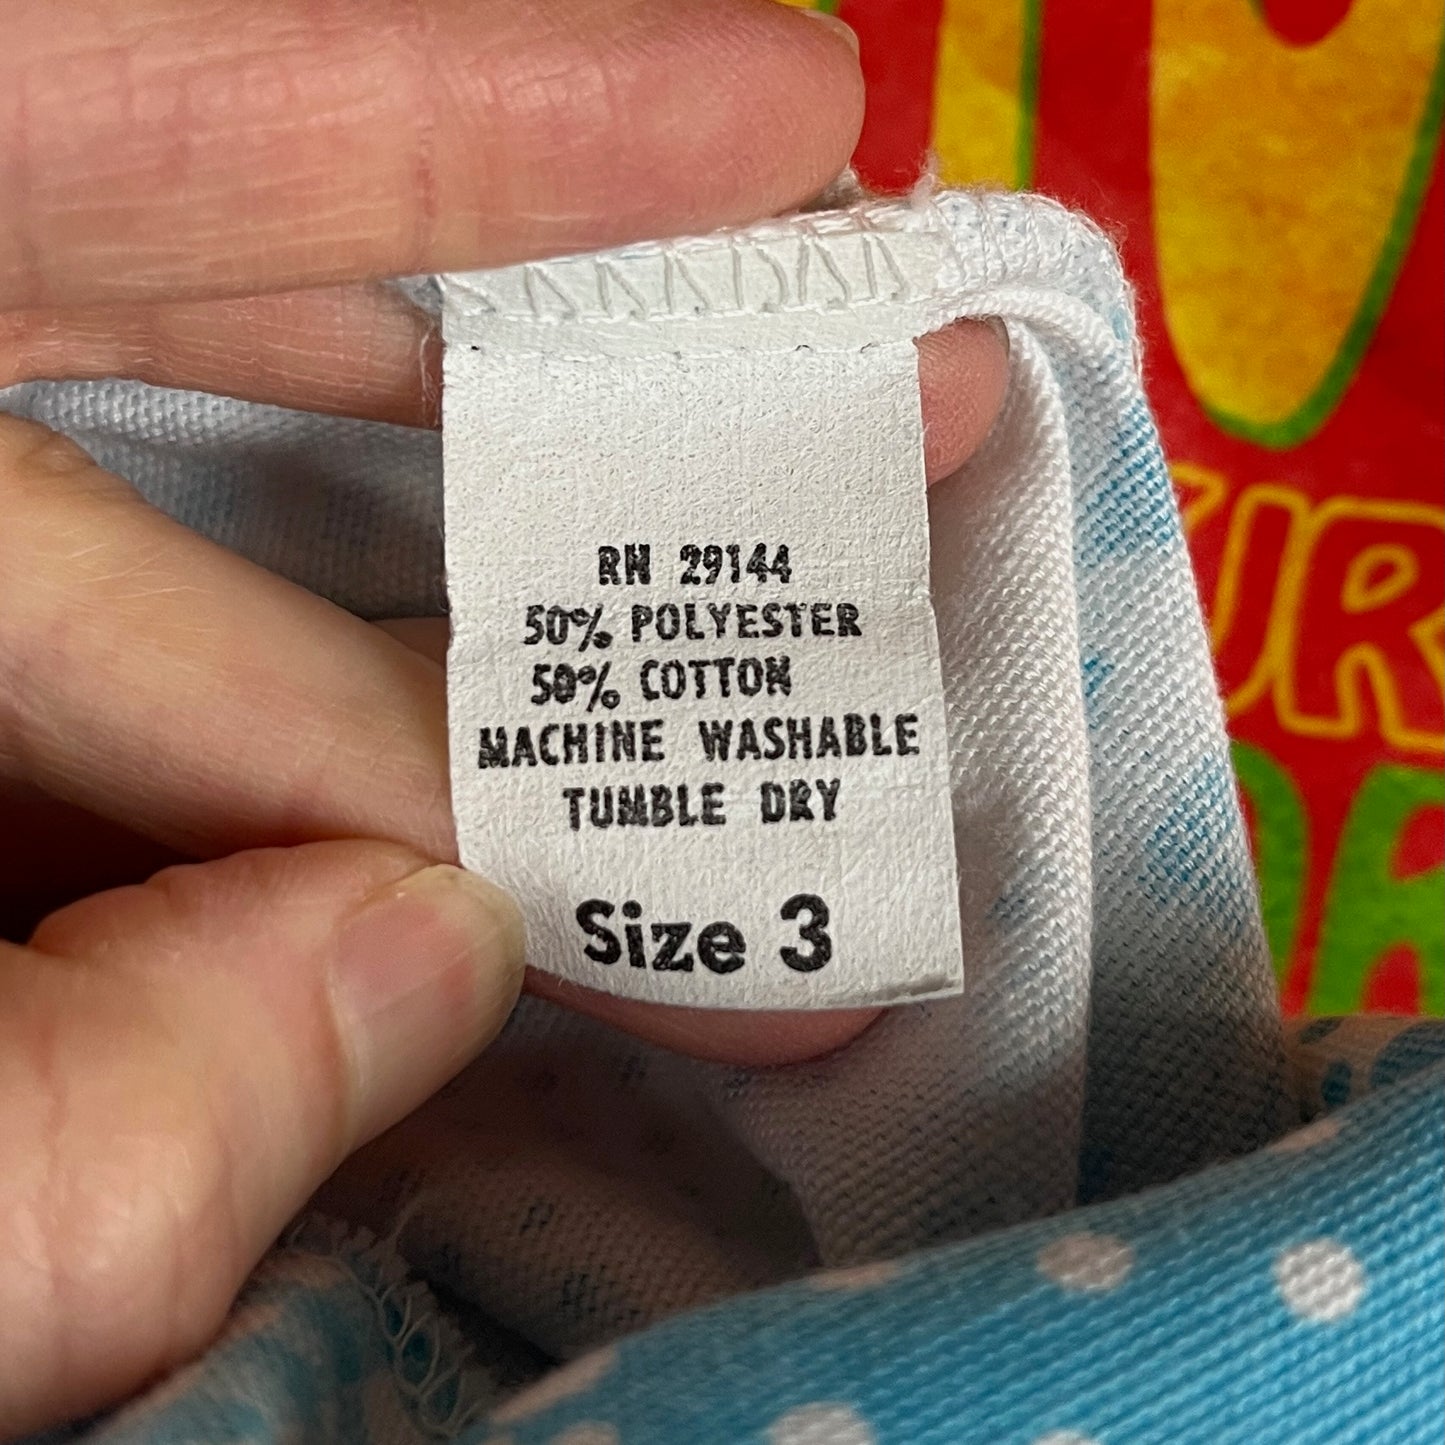 RN 29144
50% POLYESTER
50% COTTON
MACHINE WASHABLE
TUMBLE DRY
Size 3